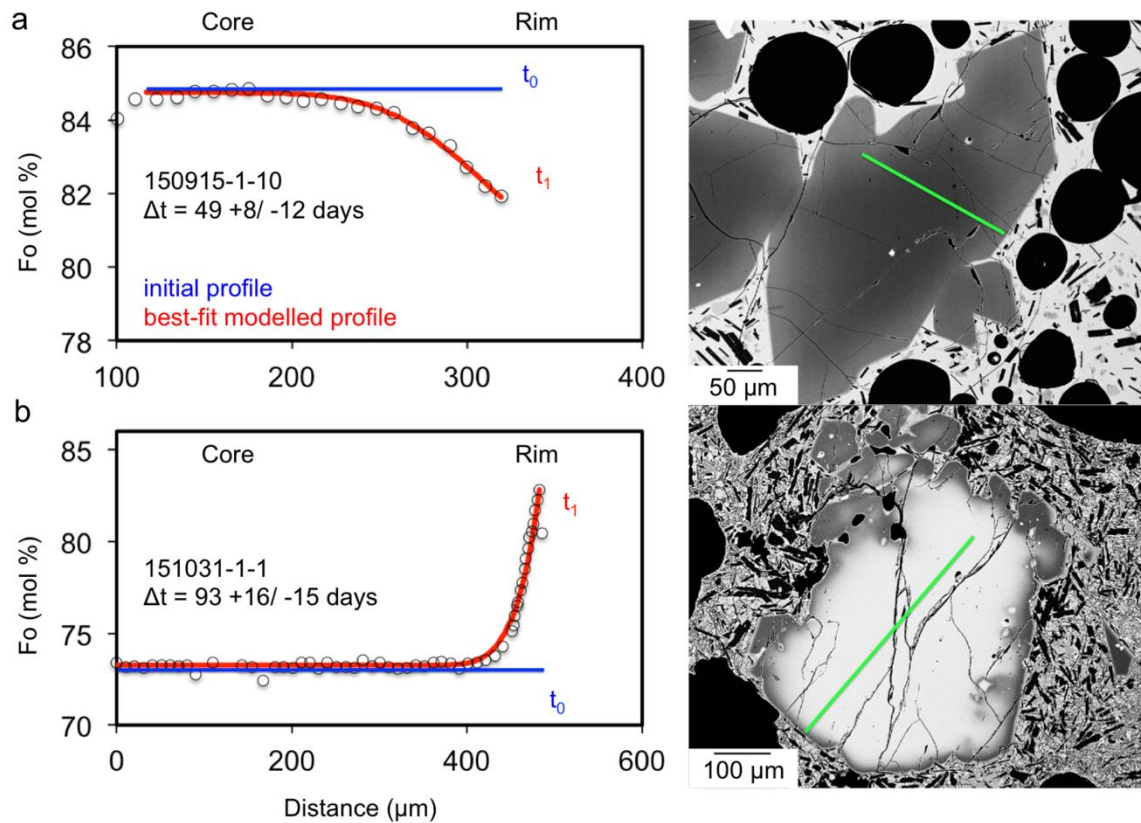 a
Core Rim
86
84
82
80
78
100 200 300 400
Fo (mol %)
t₀
t₁
150915-1-10
Δt = 49 +8/ -12 days
initial profile
best-fit modelled profile
50 µm
b
Core Rim
85
80
75
70
0 200 400 600
Fo (mol %)
t₁
151031-1-1
Δt = 93 +16/ -15 days
t₀
Distance (µm)
100 µm